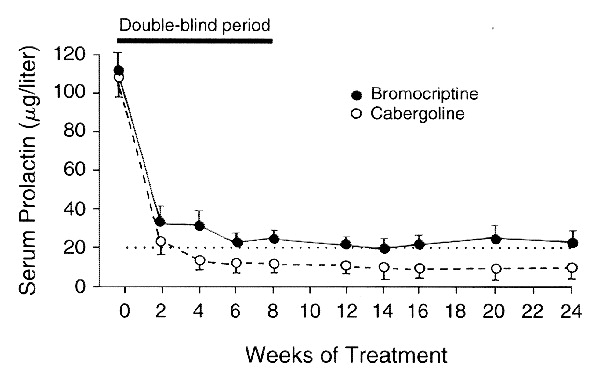 Double-blind period
120
100
80
60
40
20
0
Serum Prolactin (µg/liter)
Bromocriptine
Cabergoline
0 2 4 6 8 10 12 14 16 18 20 22 24
Weeks of Treatment